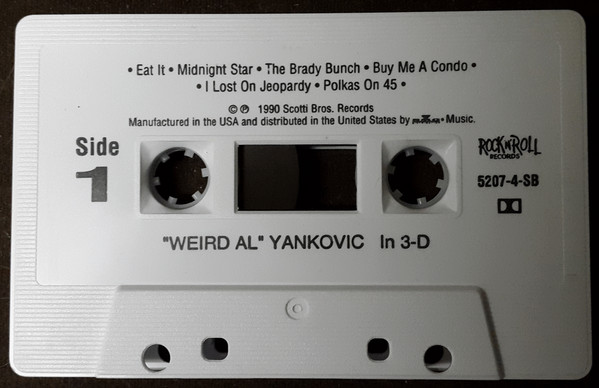 • Eat It • Midnight Star • The Brady Bunch • Buy Me A Condo •
• I Lost On Jeopardy • Polkas On 45 •
© ℗ 1990 Scotti Bros. Records
Manufactured in the USA and distributed in the United States by • Music.
Side
1
ROCK 'N' ROLL
RECORDS
5207-4-SB
"WEIRD AL" YANKOVIC In 3-D